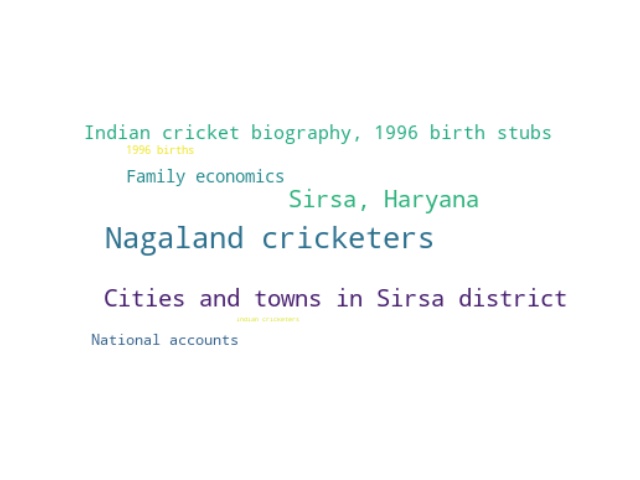 Indian cricket biography, 1996 birth stubs
1996 births
Family economics
Sirsa, Haryana
Nagaland cricketers
Cities and towns in Sirsa district
Indian cricketers
National accounts